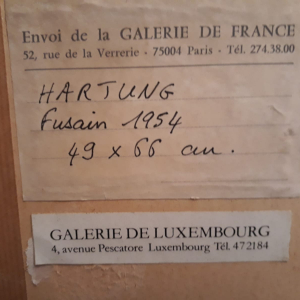 Envoi de la GALERIE DE FRANCE
52, rue de la Verrerie - 75004 Paris - Tél. 274.38.00
HARTUNG
Fusain 1954
49 x 66 cm.
GALERIE DE LUXEMBOURG
4, avenue Pescatore Luxembourg Tél. 472184